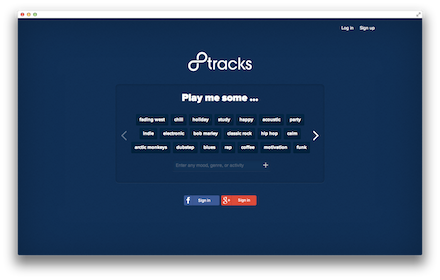 Log in Sign up
8tracks
Play me some ...
fading west chill holiday study happy acoustic party
indie electronic bob marley classic rock hip hop calm
arctic monkeys dubstep blues rap coffee motivation funk
Enter any mood, genre, or activity +
f Sign in g+ Sign in